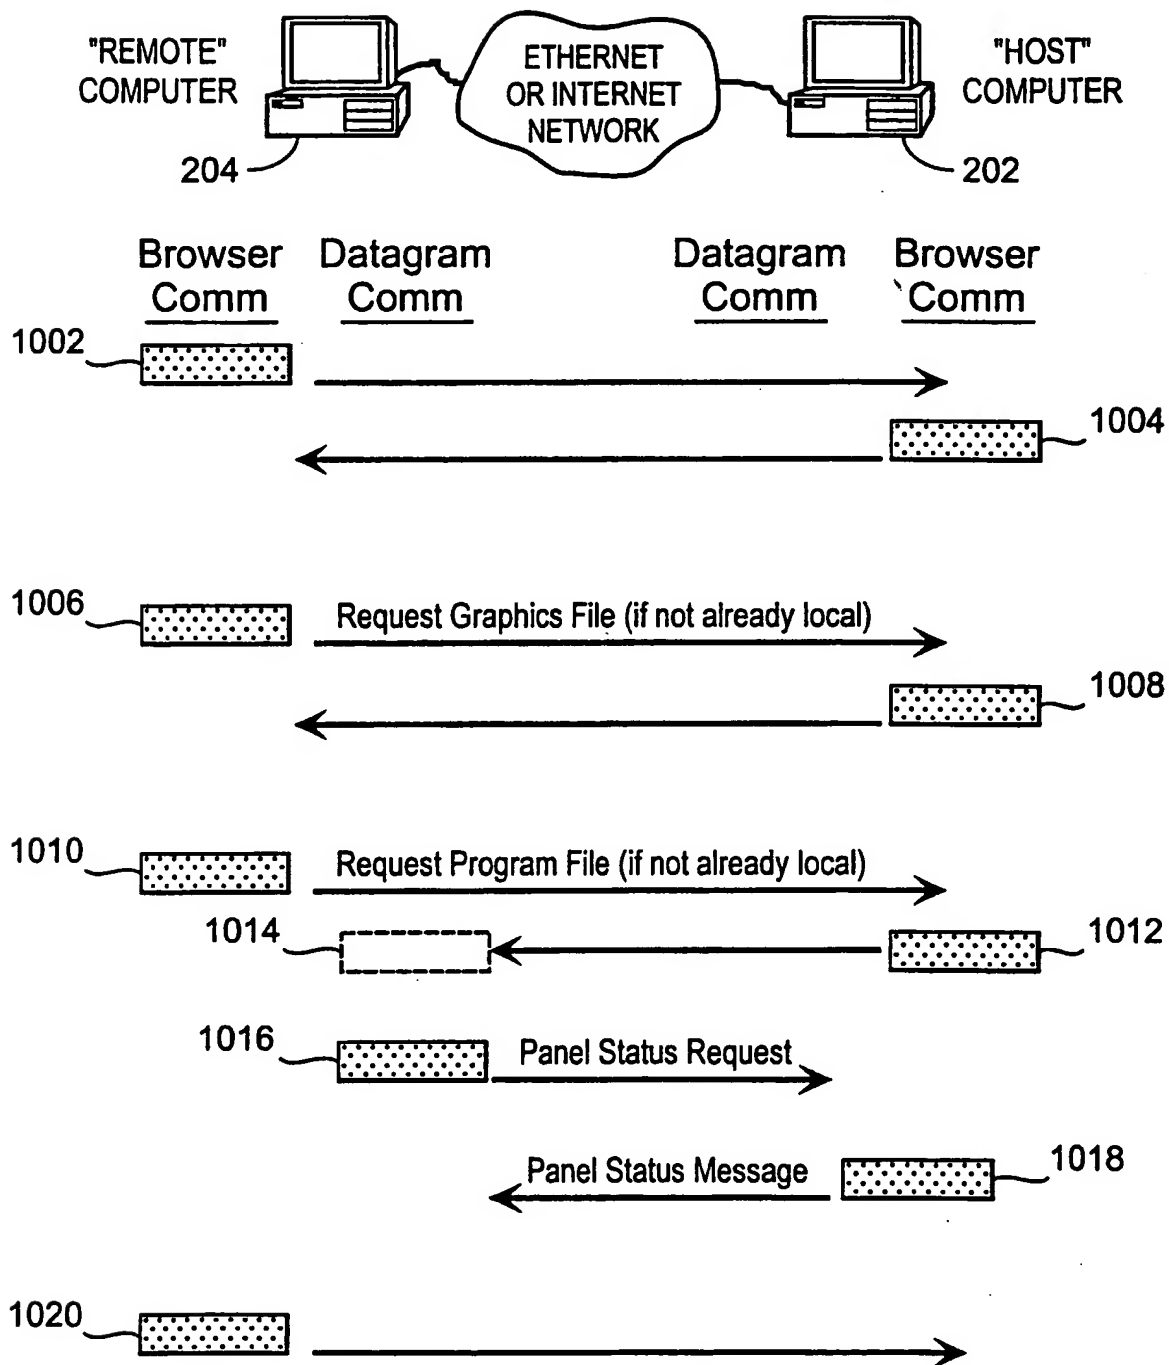 "REMOTE"
COMPUTER
ETHERNET
OR INTERNET
NETWORK
"HOST"
COMPUTER
204
202
Browser
Comm
Datagram
Comm
Datagram
Comm
Browser
Comm
1002
1004
1006
Request Graphics File (if not already local)
1008
1010
Request Program File (if not already local)
1014
1012
1016
Panel Status Request
Panel Status Message
1018
1020